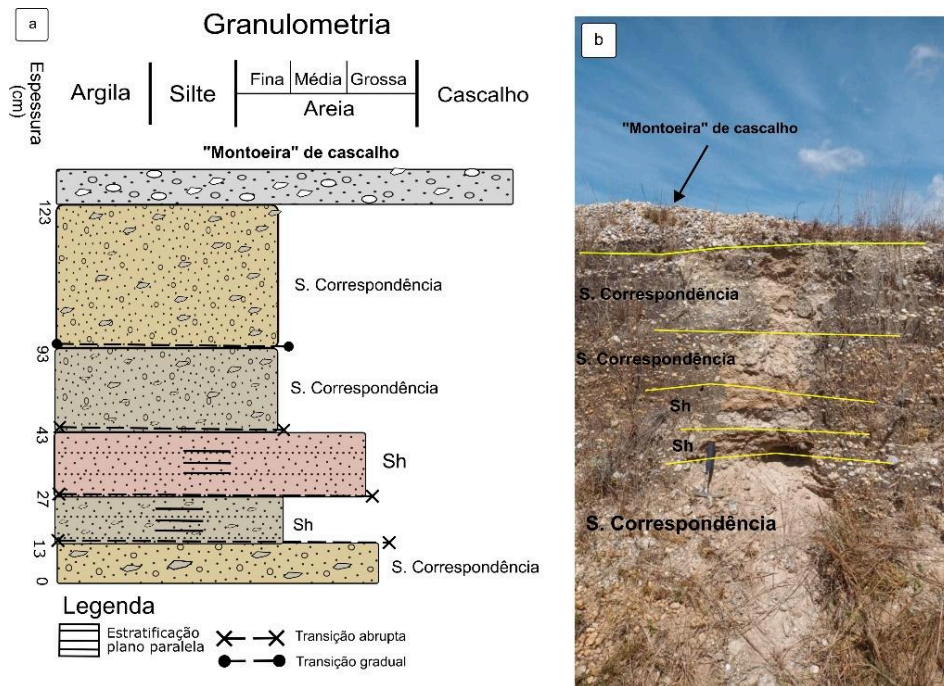 a
Granulometria
Espessura
(cm)
Argila
Silte
Fina
Média
Grossa
Areia
Cascalho
"Montoeira" de cascalho
123
S. Correspondência
93
S. Correspondência
43
Sh
27
Sh
13
S. Correspondência
0
Legenda
Estratificação
plano paralela
Transição abrupta
Transição gradual
b
"Montoeira" de cascalho
S. Correspondência
S. Correspondência
Sh
Sh
S. Correspondência